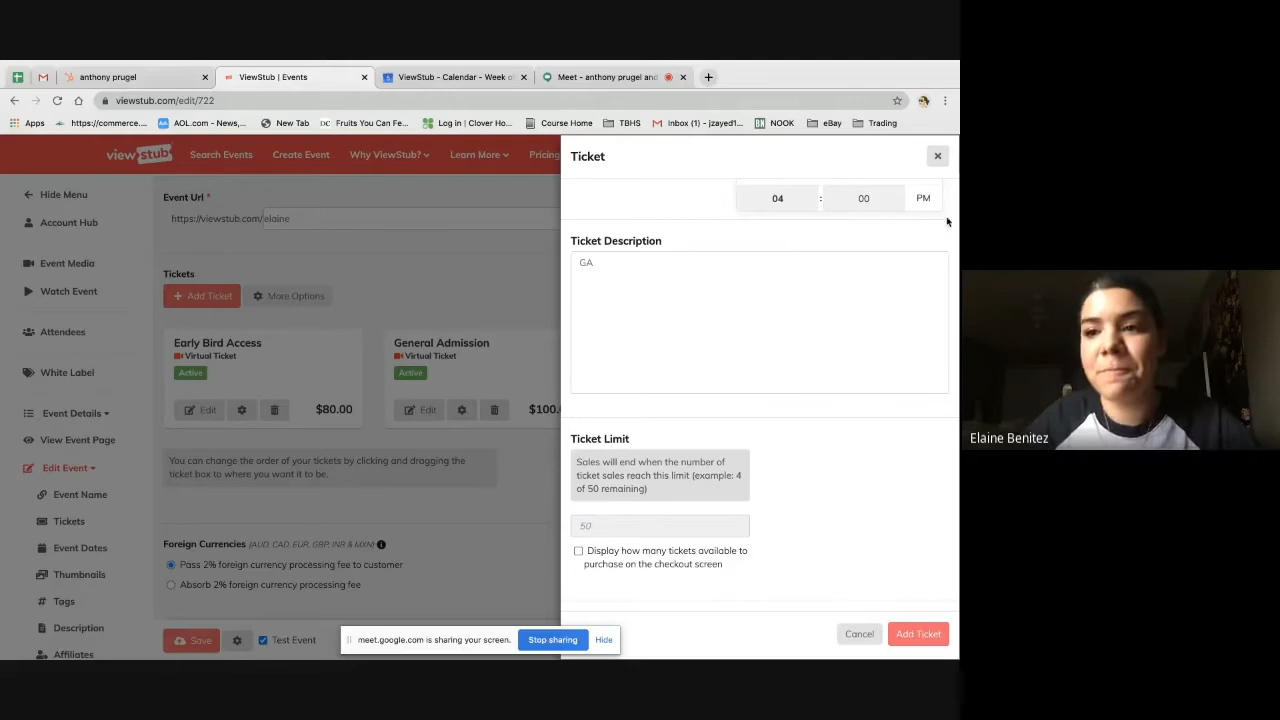 anthony prugel
ViewStub | Events
ViewStub - Calendar - Week o
Meet - anthony prugel and
viewstub.com/edit/722
Apps
https://commerce....
AOL.com - News,...
New Tab
DC
Fruits You Can Fe...
Log in | Clover Ho...
Course Home
TBHS
Inbox (1) - jzayed1...
NOOK
eBay
Trading
view stub
Search Events
Create Event
Why ViewStub?
Learn More
Pricing
Ticket
Hide Menu
Account Hub
Event Media
Watch Event
Attendees
White Label
Event Details
View Event Page
Edit Event
Event Name
Tickets
Event Dates
Thumbnails
Tags
Description
Affiliates
Event Url *
https://viewstub.com/ elaine
Tickets
+ Add Ticket
More Options
Early Bird Access
Virtual Ticket
Active
Edit
$80.00
General Admission
Virtual Ticket
Active
Edit
$100.
You can change the order of your tickets by clicking and dragging the
ticket box to where you want it to be.
Foreign Currencies (AUD, CAD, EUR, GBP, INR & MXN)
Pass 2% foreign currency processing fee to customer
Absorb 2% foreign currency processing fee
Save
Test Event
04 : 00 PM
Ticket Description
GA
Ticket Limit
Sales will end when the number of
ticket sales reach this limit (example: 4
of 50 remaining)
50
Display how many tickets available to
purchase on the checkout screen
Cancel
Add Ticket
meet.google.com is sharing your screen.
Stop sharing
Hide
Elaine Benitez